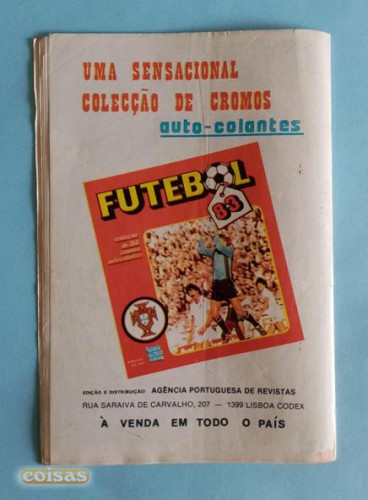 UMA SENSACIONAL
COLECÇÃO DE CROMOS
auto-colantes
FUTEBOL
83
EDIÇÃO E DISTRIBUIÇÃO: AGÊNCIA PORTUGUESA DE REVISTAS
RUA SARAIVA DE CARVALHO, 207 — 1399 LISBOA CODEX
À VENDA EM TODO O PAÍS
coisas